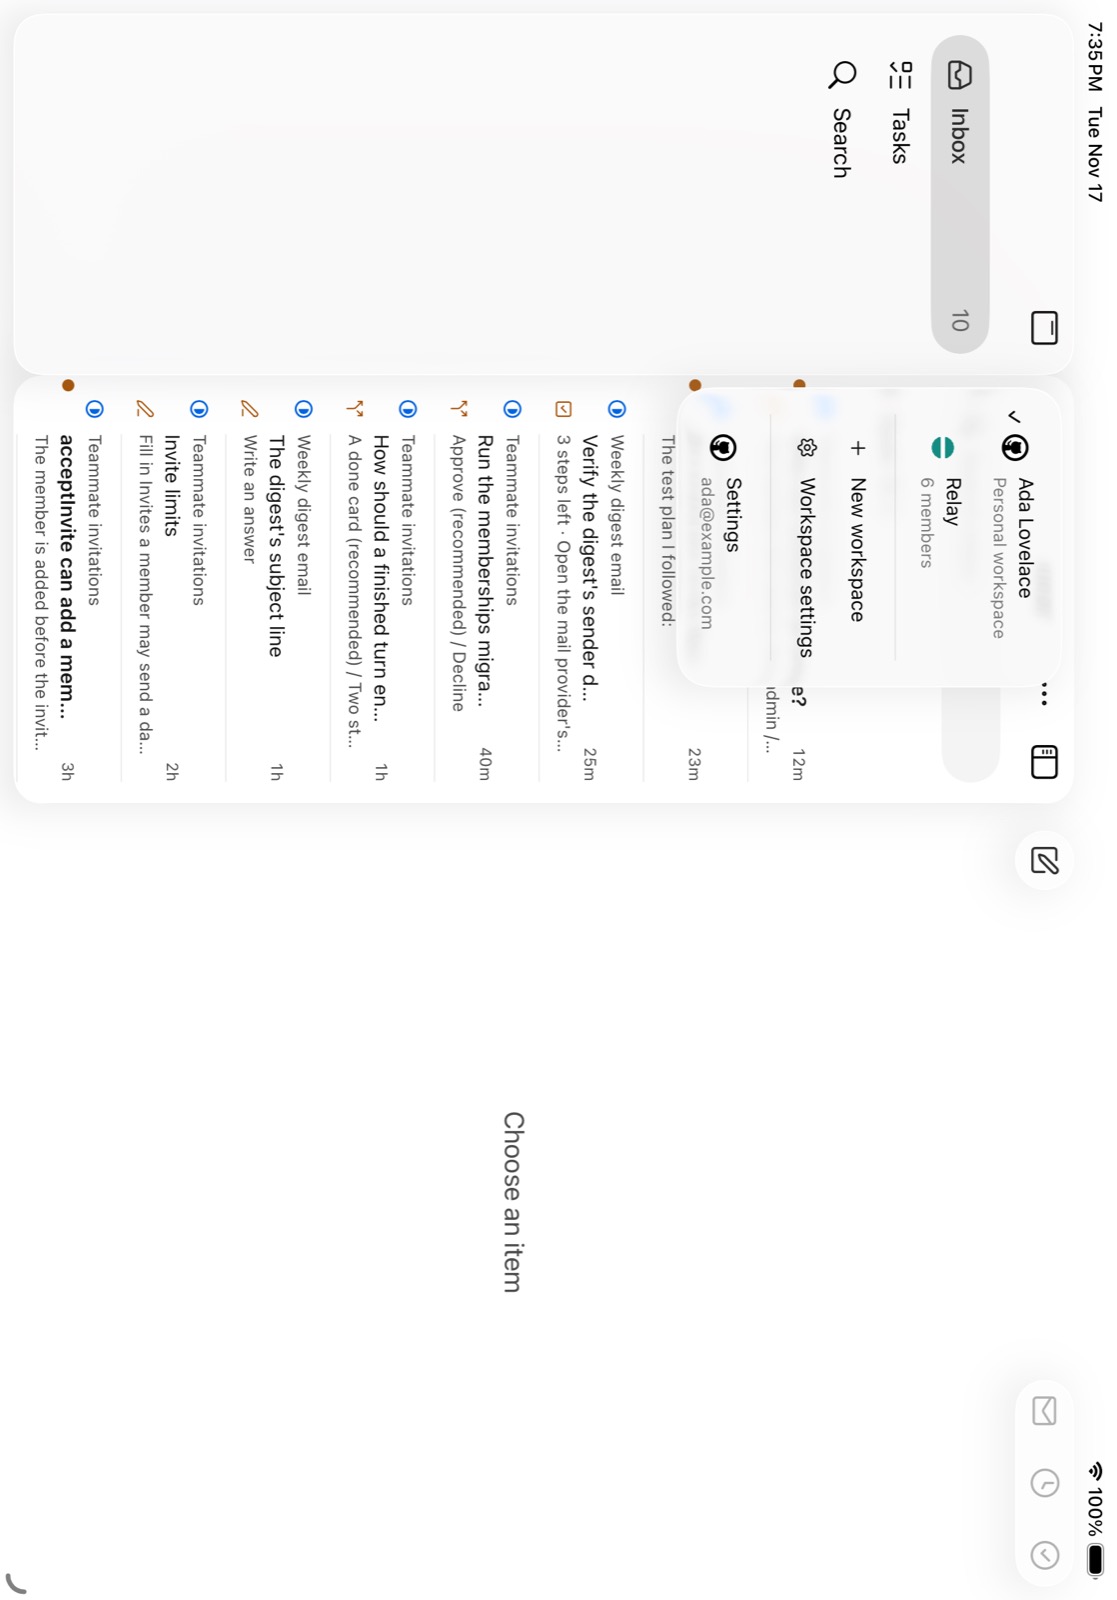 7:35 PM Tue Nov 17
100%
Inbox 10
Tasks
Search
Ada Lovelace
Personal workspace
Relay
6 members
New workspace
Workspace settings
Settings
ada@example.com
e? 12m
dmin /...
23m
The test plan I followed:
Weekly digest email
Verify the digest's sender d... 25m
3 steps left · Open the mail provider's...
Teammate invitations
Run the memberships migra... 40m
Approve (recommended) / Decline
Teammate invitations
How should a finished turn en... 1h
A done card (recommended) / Two st...
Weekly digest email
The digest's subject line 1h
Write an answer
Teammate invitations
Invite limits 2h
Fill in Invites a member may send a da...
Teammate invitations
acceptInvite can add a mem... 3h
The member is added before the invit...
Choose an item